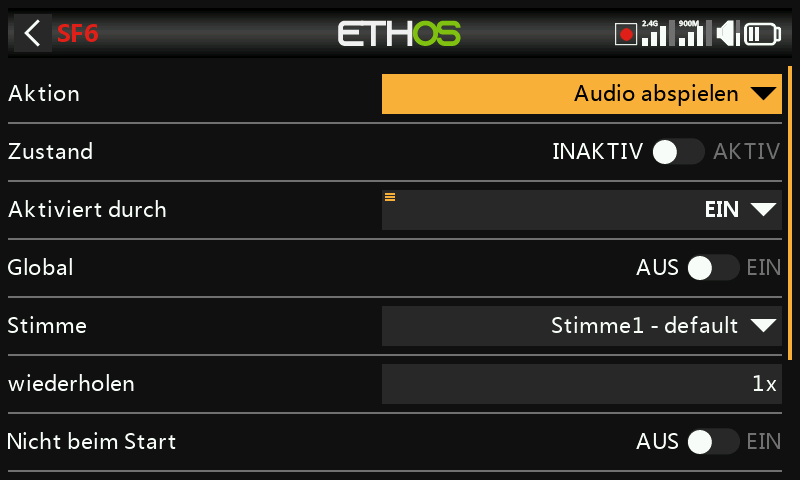 SF6 ETHOS 2.4G 900M
Aktion Audio abspielen
Zustand INAKTIV AKTIV
Aktiviert durch EIN
Global AUS EIN
Stimme Stimme1 - default
wiederholen 1x
Nicht beim Start AUS EIN